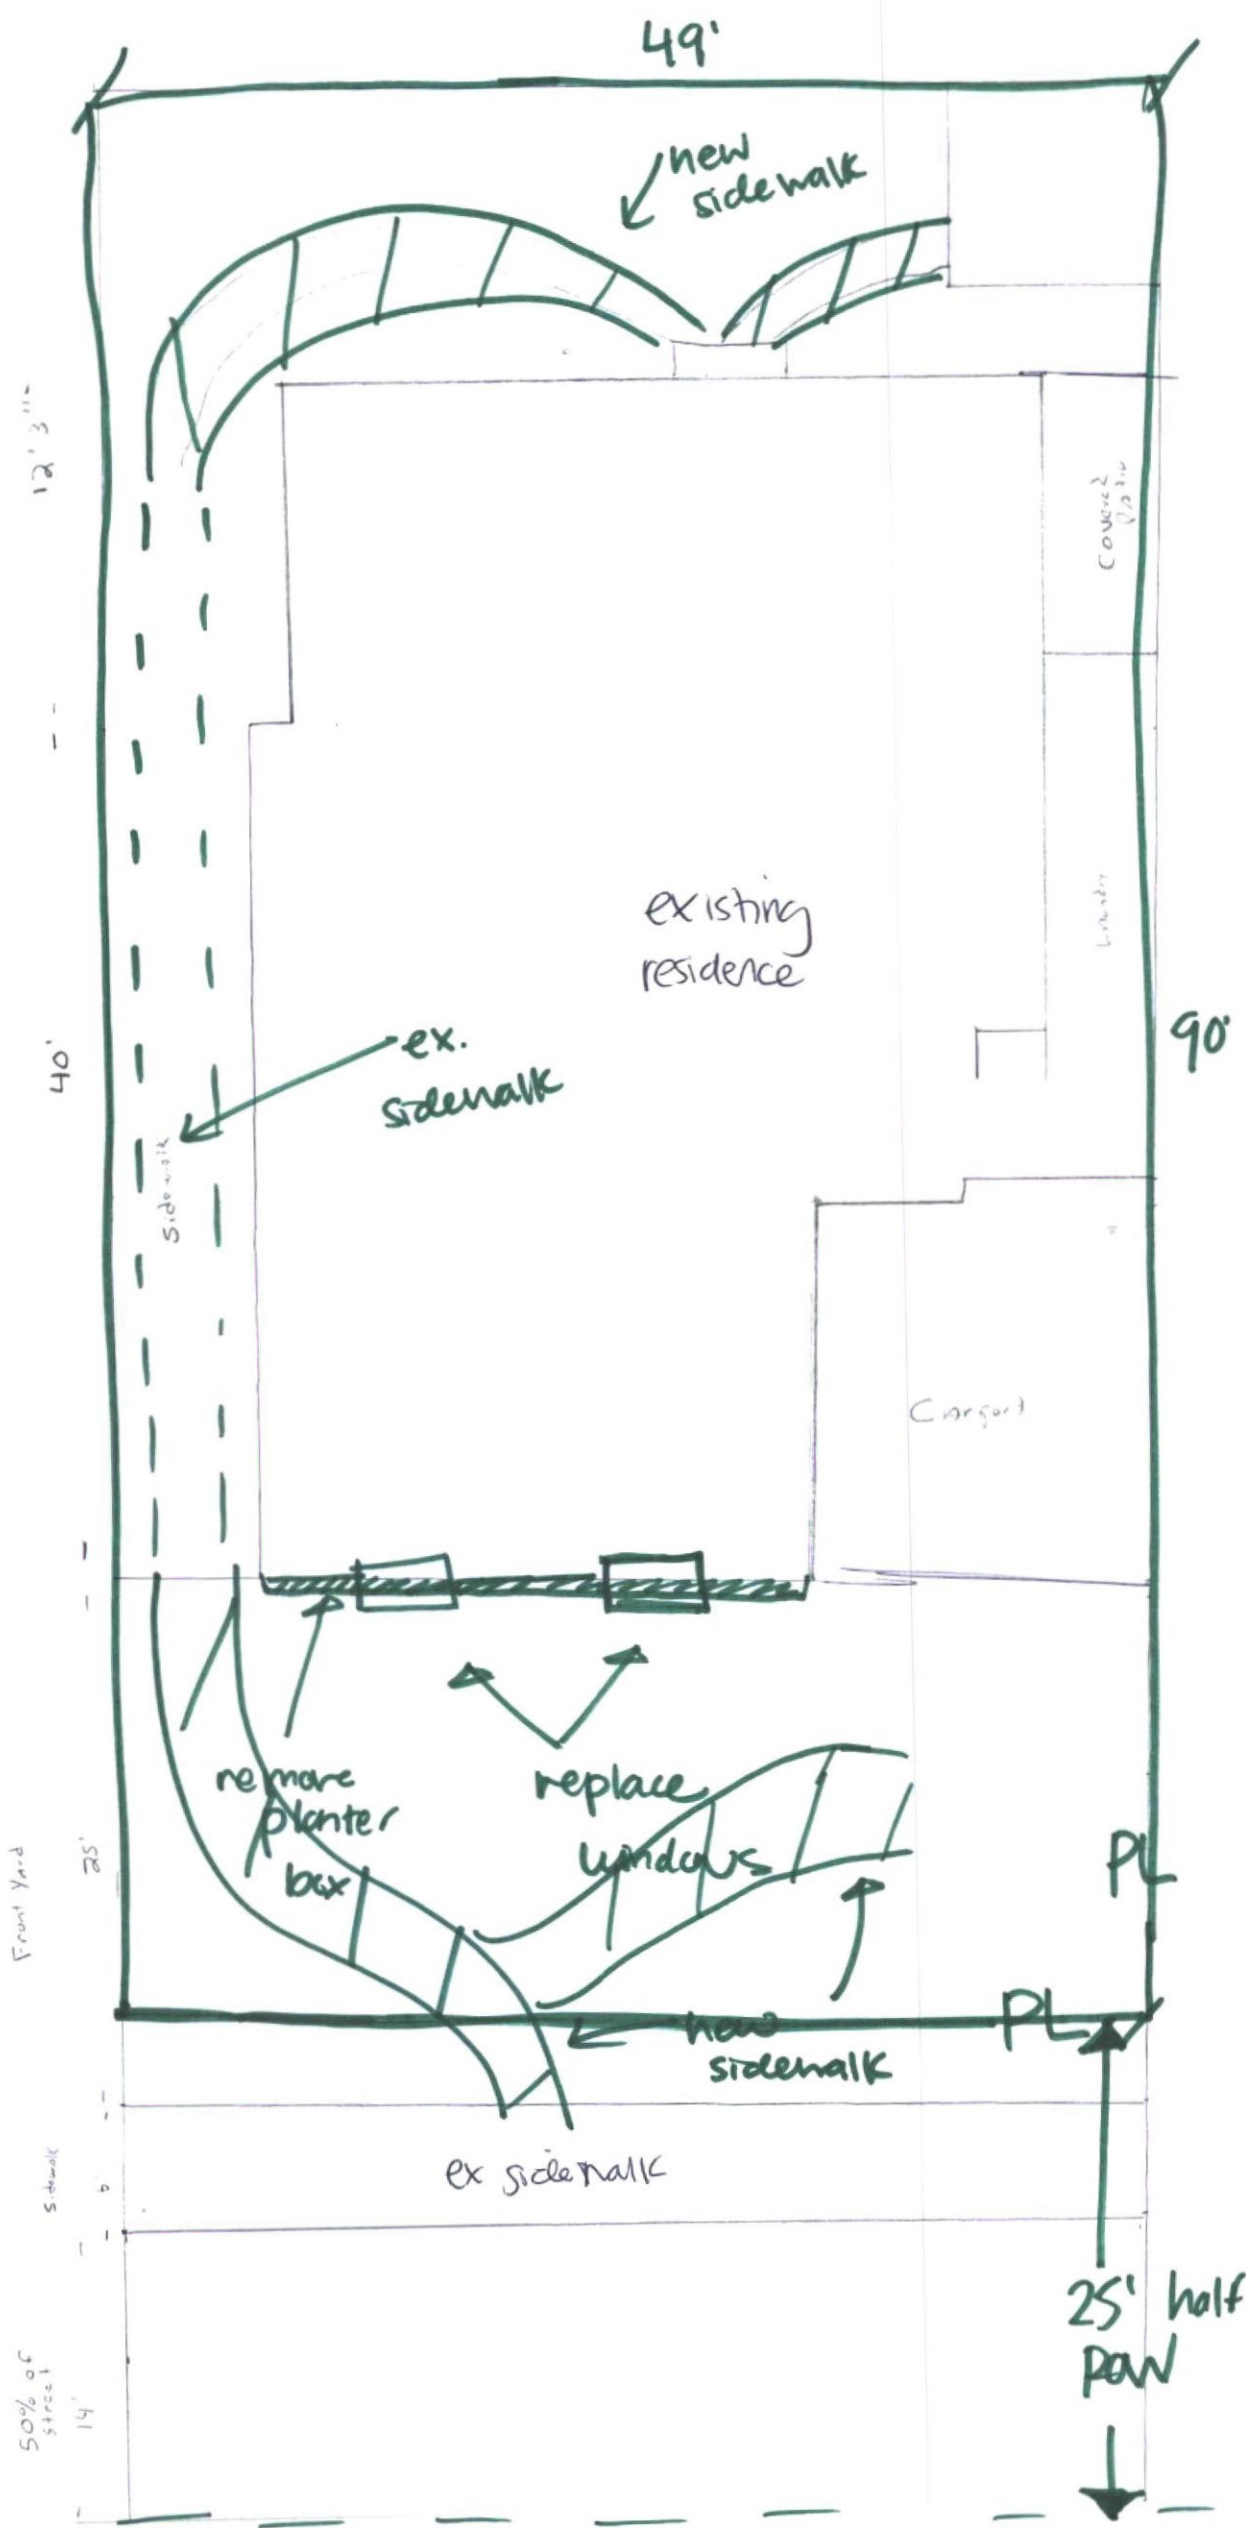 49'
new
sidewalk
12' 3"
Covered
Patio
existing
residence
90'
40'
ex.
sidewalk
Sidewalk
Carport
remove
planter
box
replace
windows
Front Yard
25'
PL
PL
new
sidewalk
ex sidewalk
Sidewalk
6'
25' half
ROW
50% of
street
14'